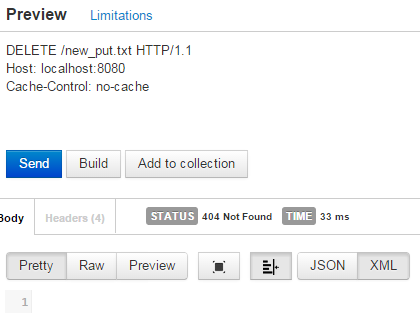 Preview Limitations
DELETE /new_put.txt HTTP/1.1
Host: localhost:8080
Cache-Control: no-cache
Send Build Add to collection
Body Headers (4) STATUS 404 Not Found TIME 33 ms
Pretty Raw Preview JSON XML
1